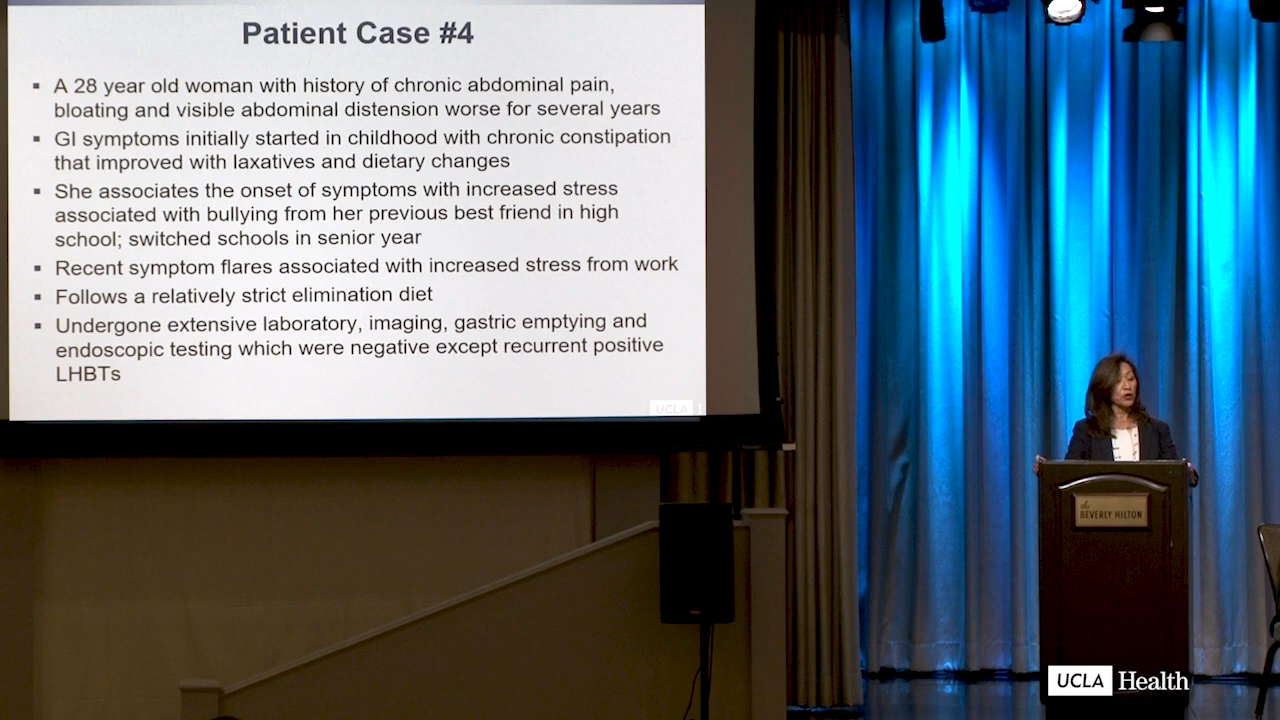 Patient Case #4
▪ A 28 year old woman with history of chronic abdominal pain,
bloating and visible abdominal distension worse for several years
▪ GI symptoms initially started in childhood with chronic constipation
that improved with laxatives and dietary changes
▪ She associates the onset of symptoms with increased stress
associated with bullying from her previous best friend in high
school; switched schools in senior year
▪ Recent symptom flares associated with increased stress from work
▪ Follows a relatively strict elimination diet
▪ Undergone extensive laboratory, imaging, gastric emptying and
endoscopic testing which were negative except recurrent positive
LHBTs
UCLA
the
BEVERLY HILTON
UCLA Health